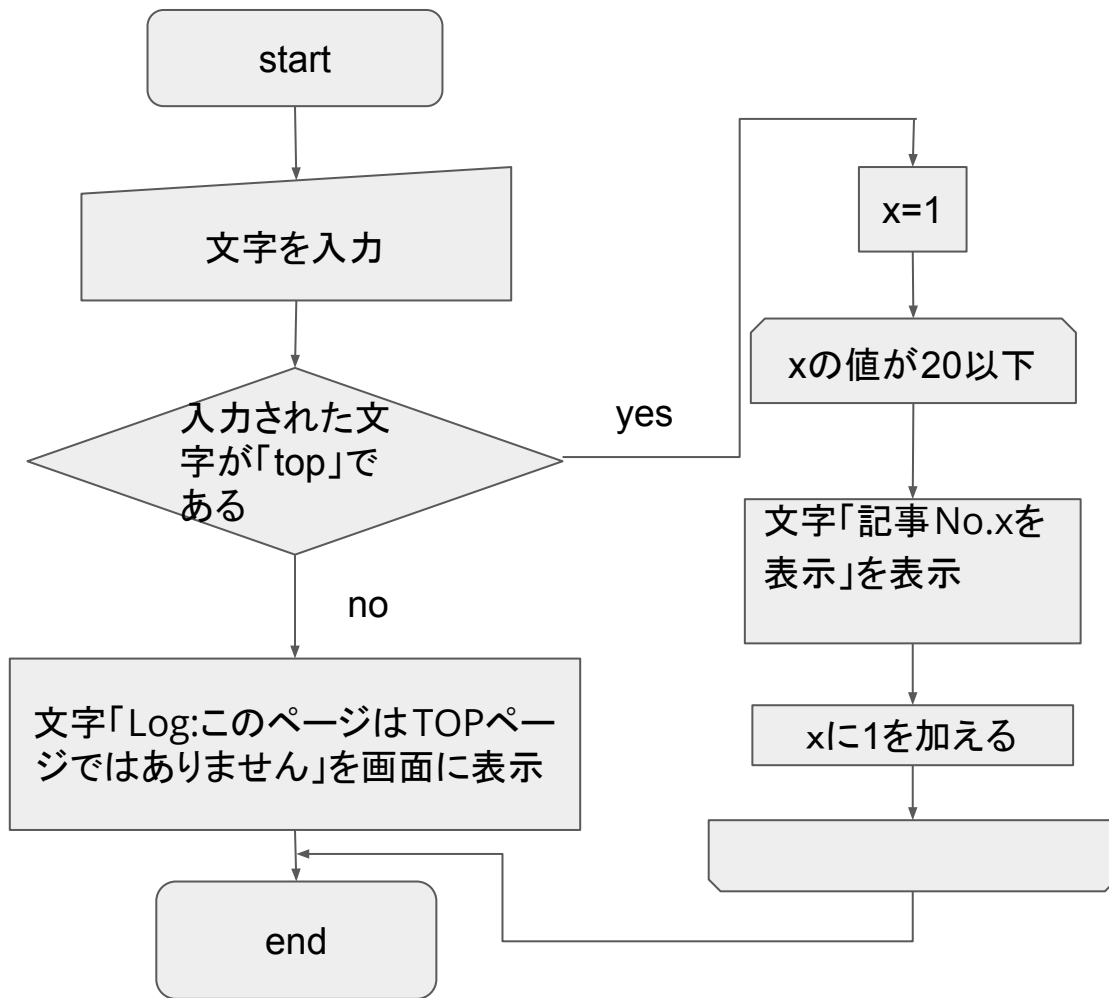 start
文字を入力
入力された文
字が「top」で
ある
yes
no
文字「Log:このページはTOPペー
ジではありません」を画面に表示
end
x=1
xの値が20以下
文字「記事No.xを
表示」を表示
xに1を加える